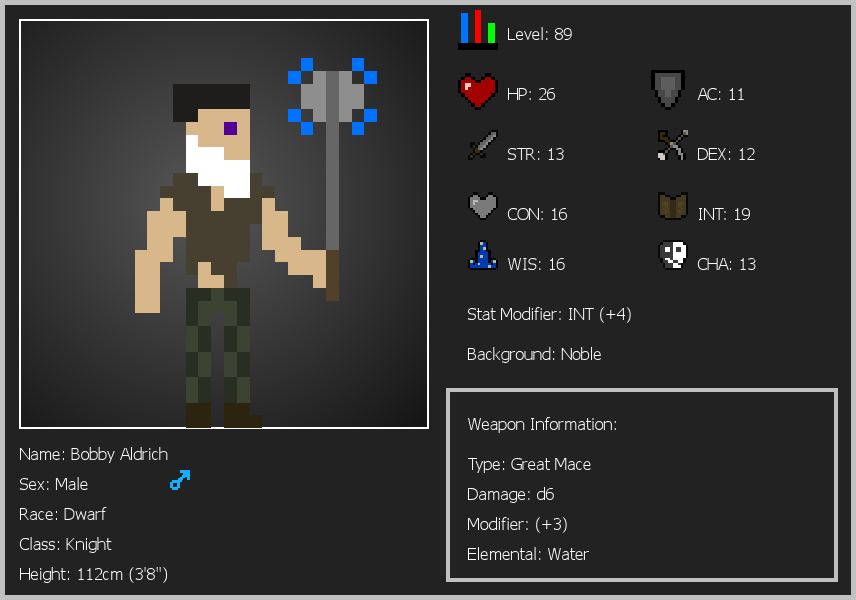 Level: 89
HP: 26
AC: 11
STR: 13
DEX: 12
CON: 16
INT: 19
WIS: 16
CHA: 13
Stat Modifier: INT (+4)
Background: Noble
Weapon Information:
Type: Great Mace
Damage: d6
Modifier: (+3)
Elemental: Water
Name: Bobby Aldrich
Sex: Male
Race: Dwarf
Class: Knight
Height: 112cm (3'8")